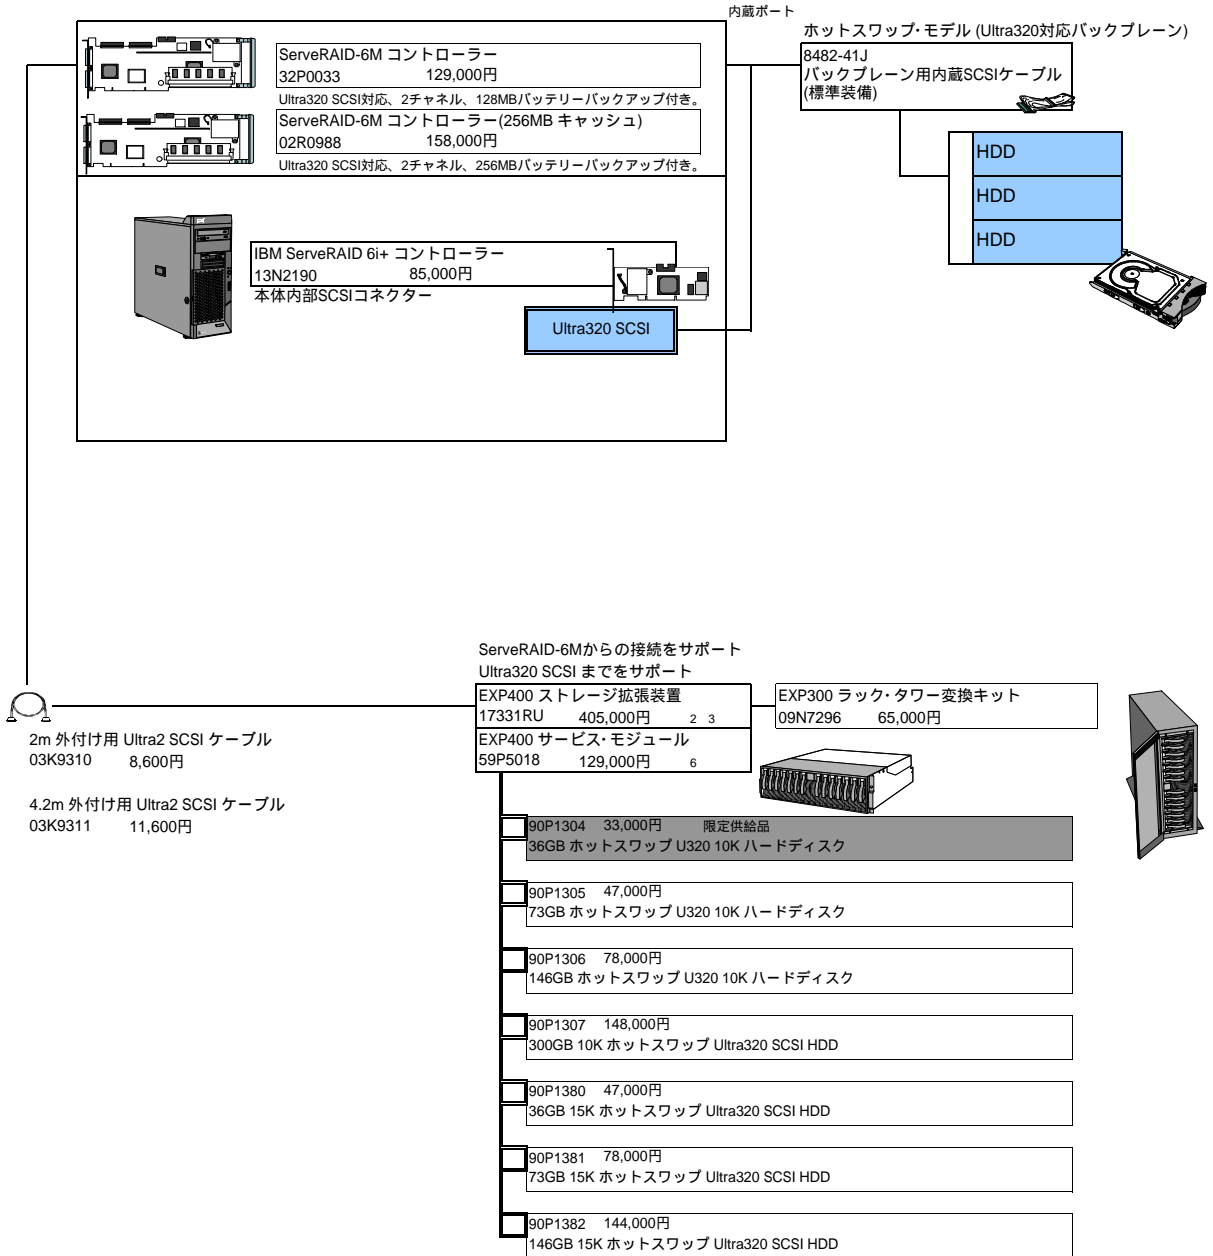 内蔵ポート
ホットスワップ・モデル (Ultra320対応バックプレーン)
8482-41J
バックプレーン用内蔵SCSIケーブル
(標準装備)
ServeRAID-6M コントローラー
32P0033 129,000円
Ultra320 SCSI対応、2チャネル、128MBバッテリーバックアップ付き。
ServeRAID-6M コントローラー(256MB キャッシュ)
02R0988 158,000円
Ultra320 SCSI対応、2チャネル、256MBバッテリーバックアップ付き。
HDD
HDD
HDD
IBM ServeRAID 6i+ コントローラー
13N2190 85,000円
本体内部SCSIコネクター
Ultra320 SCSI
ServeRAID-6Mからの接続をサポート
Ultra320 SCSI までをサポート
EXP400 ストレージ拡張装置
17331RU 405,000円 2 3
EXP400 サービス・モジュール
59P5018 129,000円 6
EXP300 ラック・タワー変換キット
09N7296 65,000円
2m 外付け用 Ultra2 SCSI ケーブル
03K9310 8,600円
4.2m 外付け用 Ultra2 SCSI ケーブル
03K9311 11,600円
90P1304 33,000円 限定供給品
36GB ホットスワップ U320 10K ハードディスク
90P1305 47,000円
73GB ホットスワップ U320 10K ハードディスク
90P1306 78,000円
146GB ホットスワップ U320 10K ハードディスク
90P1307 148,000円
300GB 10K ホットスワップ Ultra320 SCSI HDD
90P1380 47,000円
36GB 15K ホットスワップ Ultra320 SCSI HDD
90P1381 78,000円
73GB 15K ホットスワップ Ultra320 SCSI HDD
90P1382 144,000円
146GB 15K ホットスワップ Ultra320 SCSI HDD